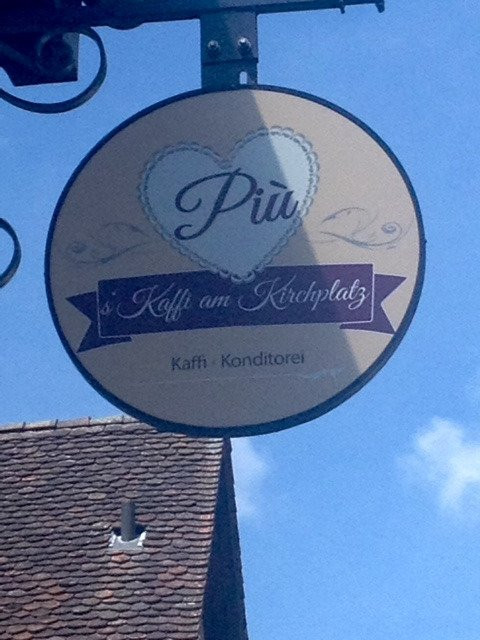 Più
s' Kaffi am Kirchplatz
Kaffi · Konditorei